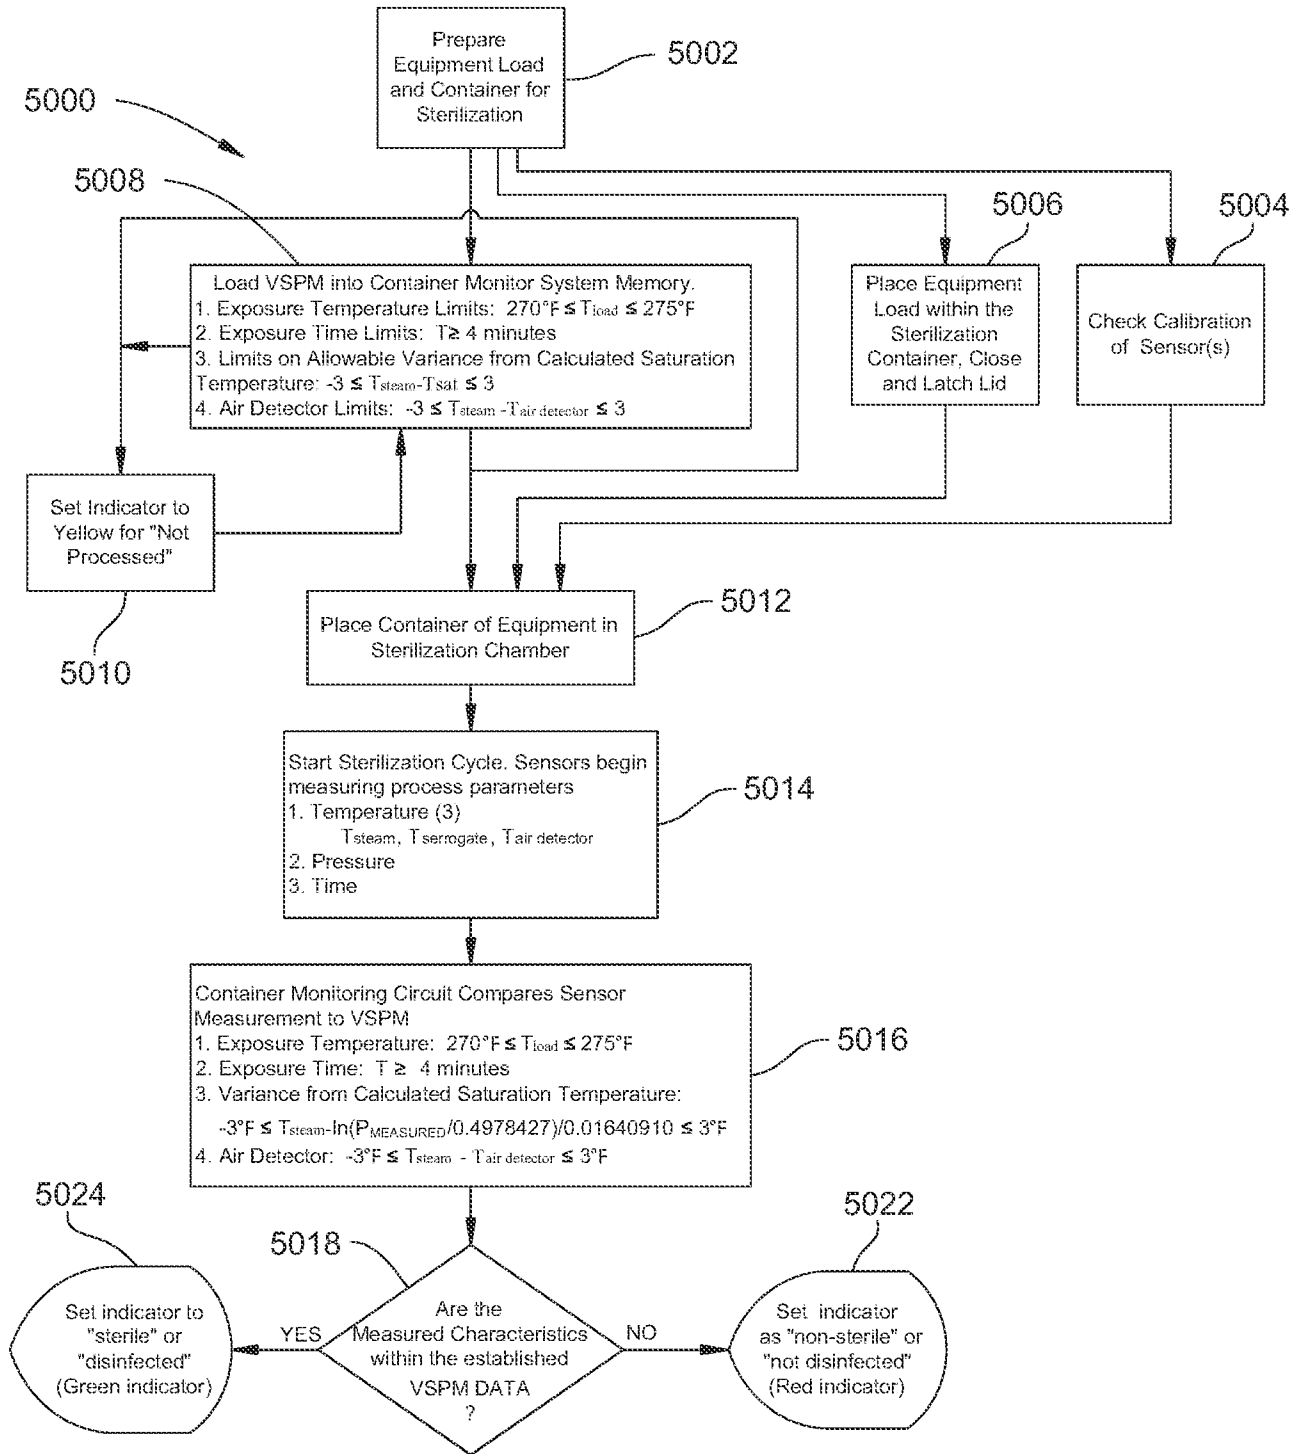 Prepare
Equipment Load
and Container for
Sterilization
5002
5000
5008
5006
5004
Load VSPM into Container Monitor System Memory.
1. Exposure Temperature Limits: 270°F ≤ Tload ≤ 275°F
2. Exposure Time Limits: T≥ 4 minutes
3. Limits on Allowable Variance from Calculated Saturation
Temperature: -3 ≤ Tsteam-Tsat ≤ 3
4. Air Detector Limits: -3 ≤ Tsteam -Tair detector ≤ 3
Place Equipment
Load within the
Sterilization
Container, Close
and Latch Lid
Check Calibration
of Sensor(s)
Set Indicator to
Yellow for "Not
Processed"
5010
Place Container of Equipment in
Sterilization Chamber
5012
Start Sterilization Cycle. Sensors begin
measuring process parameters
1. Temperature (3)
Tsteam, Tserrogate, Tair detector
2. Pressure
3. Time
5014
Container Monitoring Circuit Compares Sensor
Measurement to VSPM
1. Exposure Temperature: 270°F ≤ Tload ≤ 275°F
2. Exposure Time: T ≥ 4 minutes
3. Variance from Calculated Saturation Temperature:
-3°F ≤ Tsteam-ln(PMEASURED/0.4978427)/0.01640910 ≤ 3°F
4. Air Detector: -3°F ≤ Tsteam - Tair detector ≤ 3°F
5016
5024
5018
5022
Set indicator to
"sterile" or
"disinfected"
(Green indicator)
YES
Are the
Measured Characteristics
within the established
VSPM DATA
?
NO
Set indicator
as "non-sterile" or
"not disinfected"
(Red indicator)